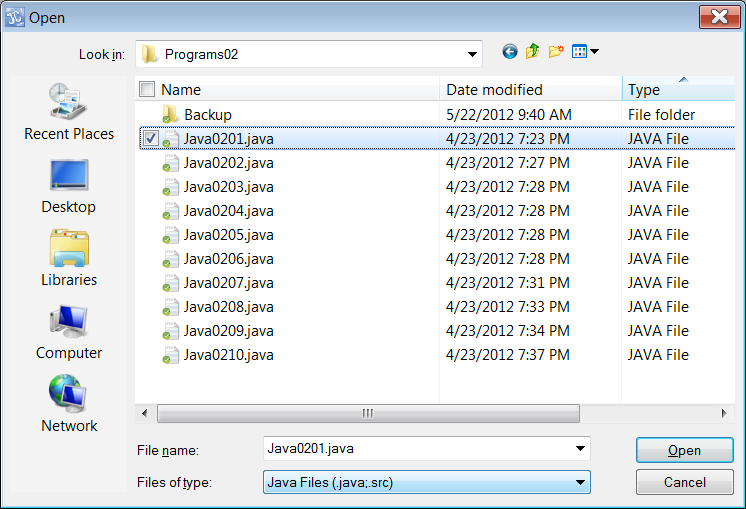 Open
Look in: Programs02
Name Date modified Type
Backup 5/22/2012 9:40 AM File folder
Java0201.java 4/23/2012 7:23 PM JAVA File
Java0202.java 4/23/2012 7:27 PM JAVA File
Java0203.java 4/23/2012 7:28 PM JAVA File
Java0204.java 4/23/2012 7:28 PM JAVA File
Java0205.java 4/23/2012 7:28 PM JAVA File
Java0206.java 4/23/2012 7:28 PM JAVA File
Java0207.java 4/23/2012 7:31 PM JAVA File
Java0208.java 4/23/2012 7:33 PM JAVA File
Java0209.java 4/23/2012 7:34 PM JAVA File
Java0210.java 4/23/2012 7:37 PM JAVA File
Recent Places
Desktop
Libraries
Computer
Network
File name: Java0201.java Open
Files of type: Java Files (.java;.src) Cancel